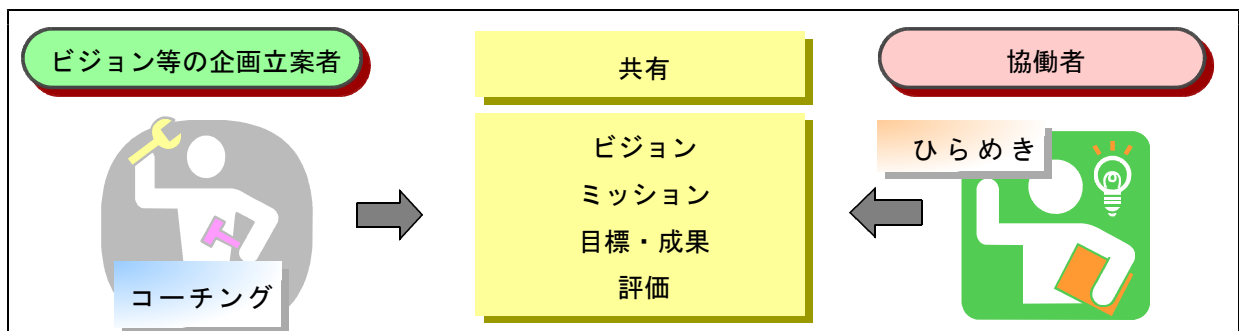 ビジョン等の企画立案者
共有
協働者
ビジョン
ミッション
目標・成果
評価
ひらめき
コーチング